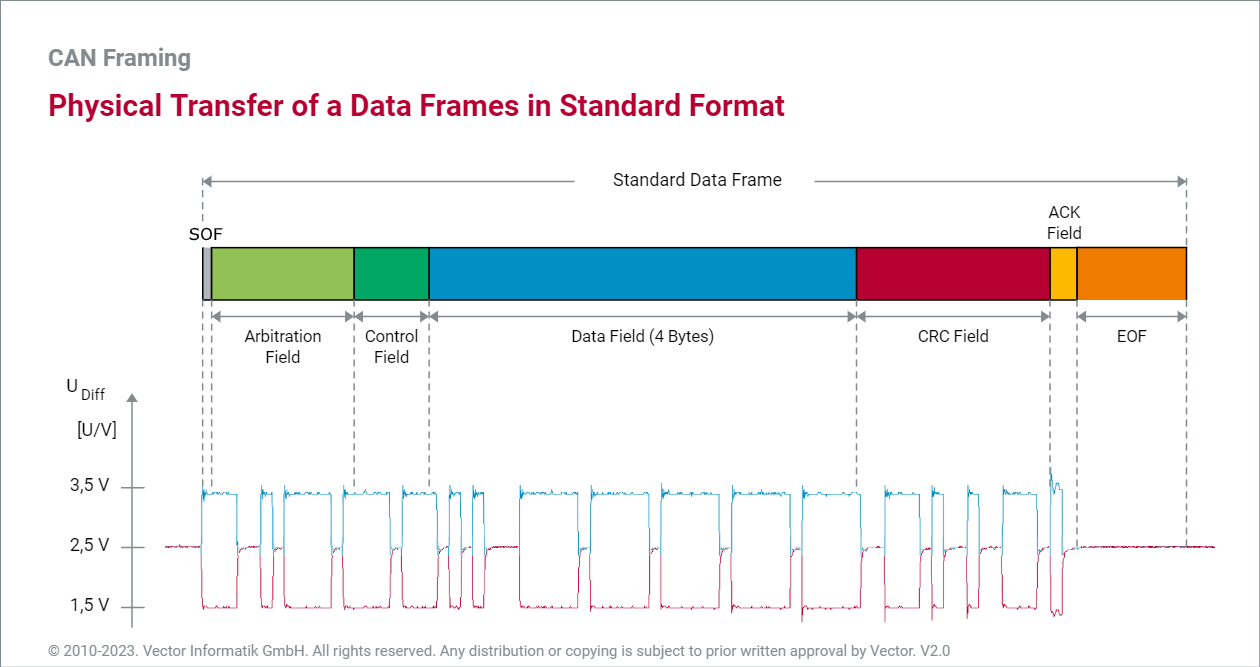 CAN Framing
Physical Transfer of a Data Frames in Standard Format
Standard Data Frame
ACK
Field
SOF
Arbitration
Field
Control
Field
Data Field (4 Bytes)
CRC Field
EOF
U Diff
[U/V]
3,5 V
2,5 V
1,5 V
© 2010-2023. Vector Informatik GmbH. All rights reserved. Any distribution or copying is subject to prior written approval by Vector. V2.0